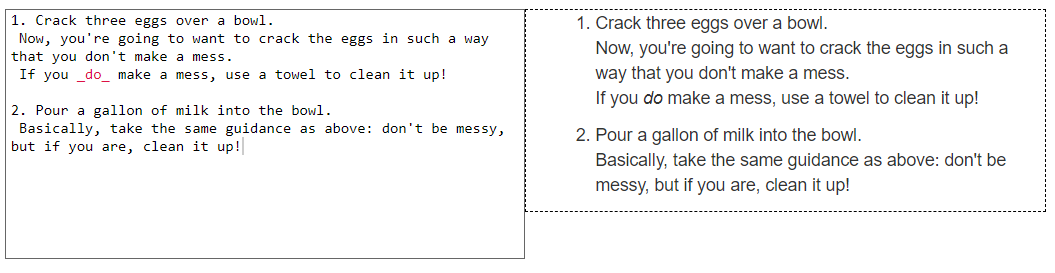 1. Crack three eggs over a bowl.
Now, you're going to want to crack the eggs in such a way
that you don't make a mess.
If you _do_ make a mess, use a towel to clean it up!
2. Pour a gallon of milk into the bowl.
Basically, take the same guidance as above: don't be messy,
but if you are, clean it up!
1. Crack three eggs over a bowl.
Now, you're going to want to crack the eggs in such a
way that you don't make a mess.
If you do make a mess, use a towel to clean it up!
2. Pour a gallon of milk into the bowl.
Basically, take the same guidance as above: don't be
messy, but if you are, clean it up!